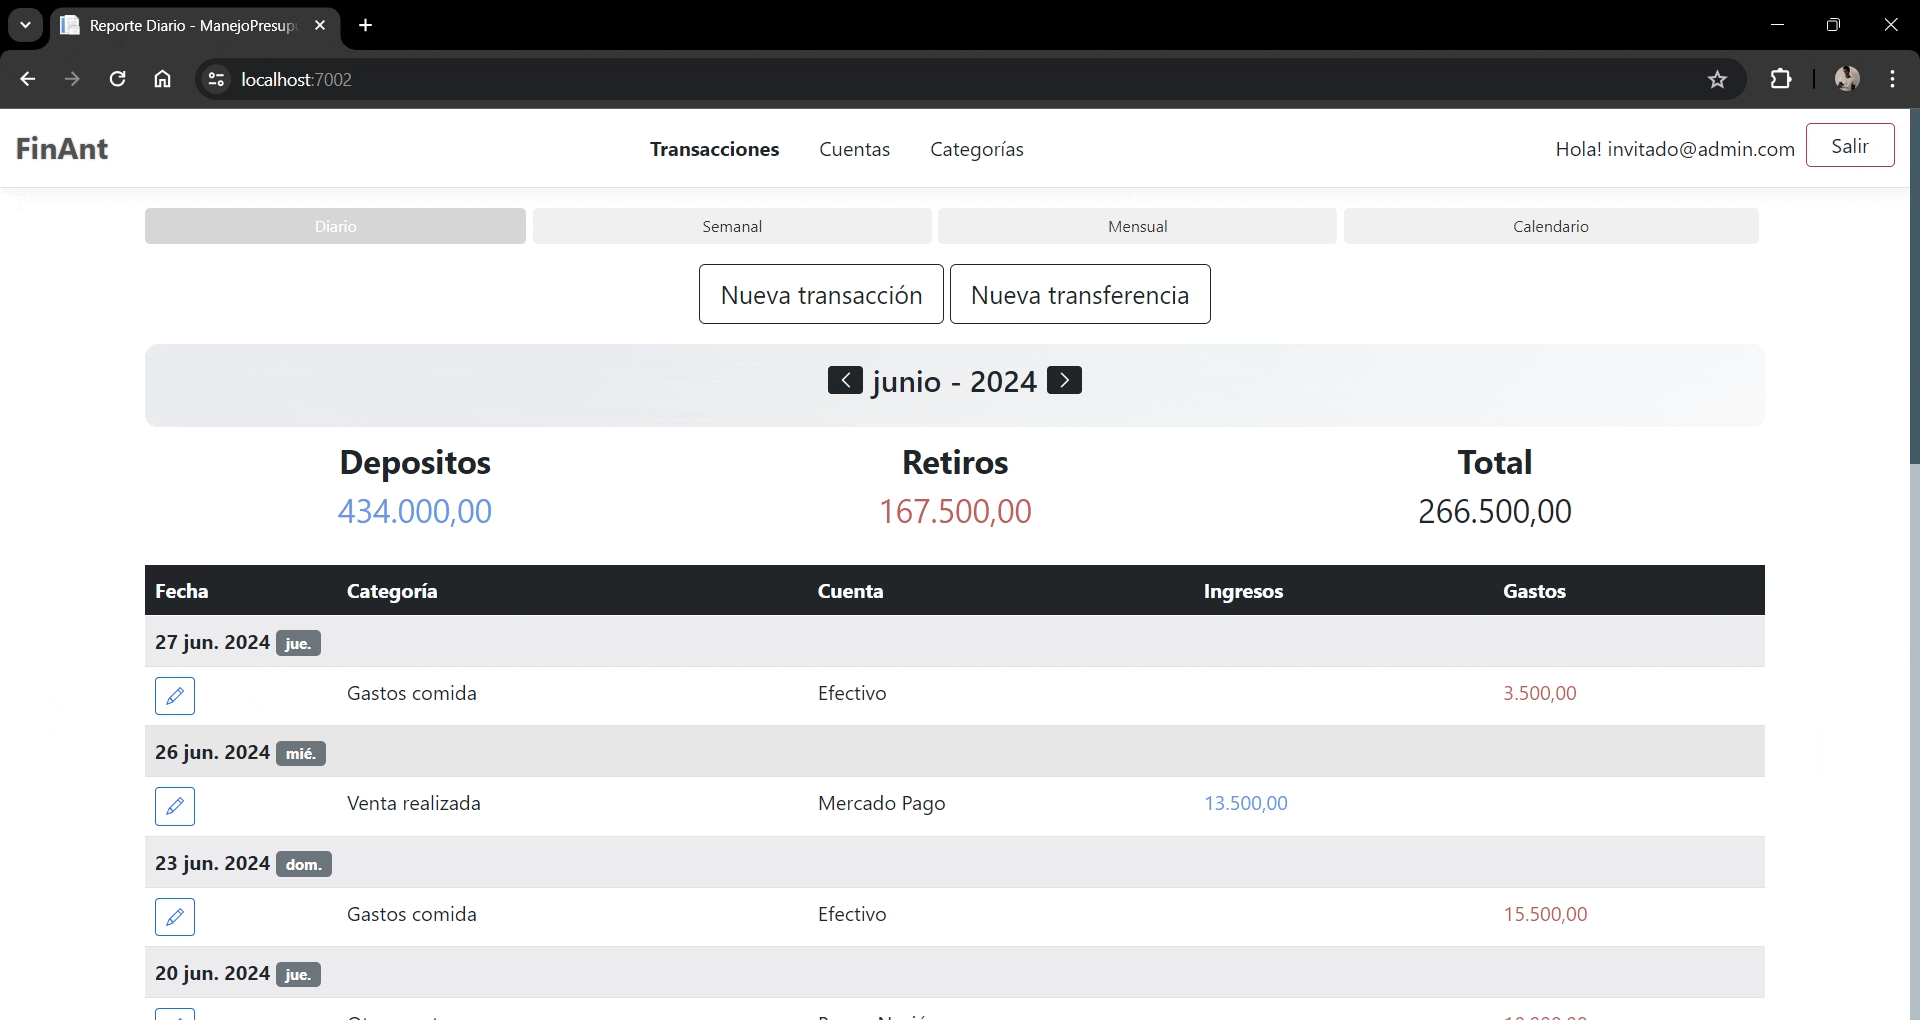 Reporte Diario - ManejoPresup
localhost:7002
FinAnt
Transacciones Cuentas Categorías
Hola! invitado@admin.com Salir
Diario Semanal Mensual Calendario
Nueva transacción Nueva transferencia
junio - 2024
Depositos Retiros Total
434.000,00 167.500,00 266.500,00
Fecha Categoría Cuenta Ingresos Gastos
27 jun. 2024 jue.
Gastos comida Efectivo 3.500,00
26 jun. 2024 mié.
Venta realizada Mercado Pago 13.500,00
23 jun. 2024 dom.
Gastos comida Efectivo 15.500,00
20 jun. 2024 jue.